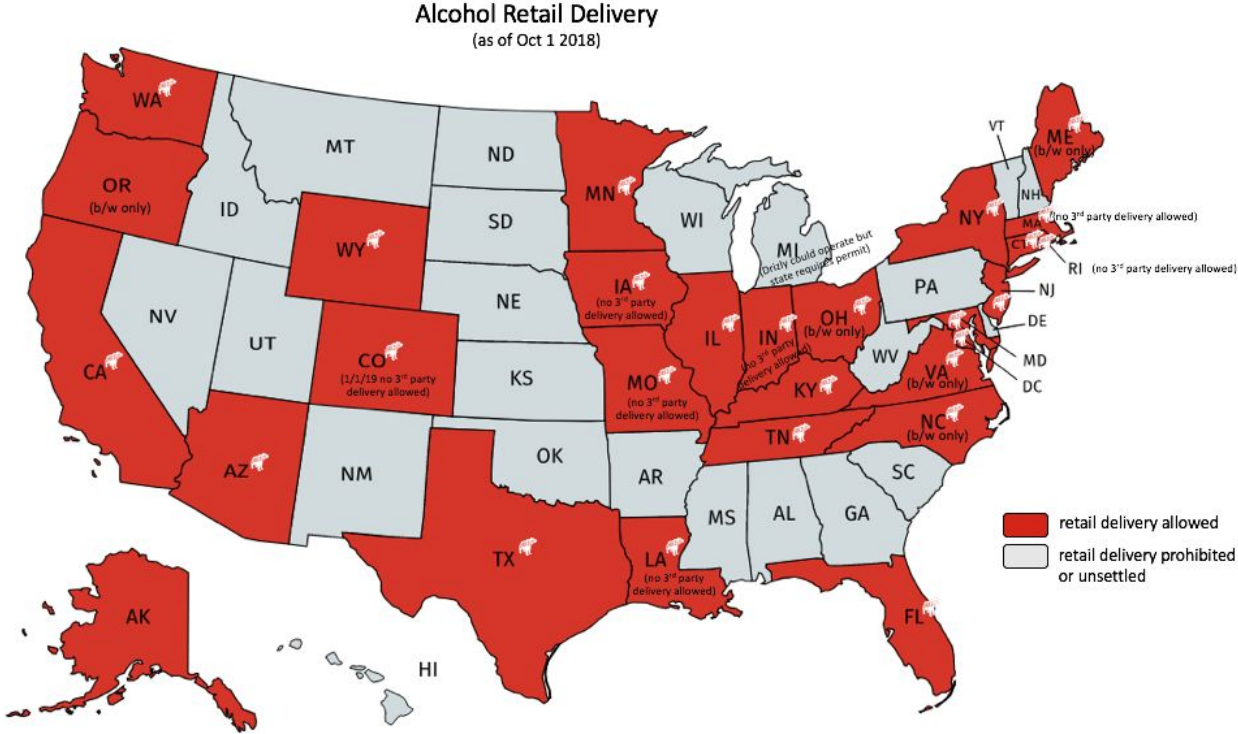 Alcohol Retail Delivery
(as of Oct 1 2018)
WA
MT
ND
MN
VT
ME
(b/w only)
OR
(b/w only)
ID
SD
WI
NH
NY
MA
(no 3rd party delivery allowed)
WY
MI
(Drizly could operate but
state requires permit)
CT
RI
(no 3rd party delivery allowed)
IA
(no 3rd party
delivery allowed)
PA
NJ
NE
NV
UT
CO
(1/1/19 no 3rd party
delivery allowed)
IL
IN
(no 3rd party
delivery allowed)
OH
(b/w only)
DE
WV
MD
DC
CA
KS
MO
(no 3rd party
delivery allowed)
KY
VA
(b/w only)
NC
(b/w only)
TN
AZ
NM
OK
AR
SC
MS
AL
GA
TX
LA
(no 3rd party
delivery allowed)
FL
AK
HI
retail delivery allowed
retail delivery prohibited
or unsettled